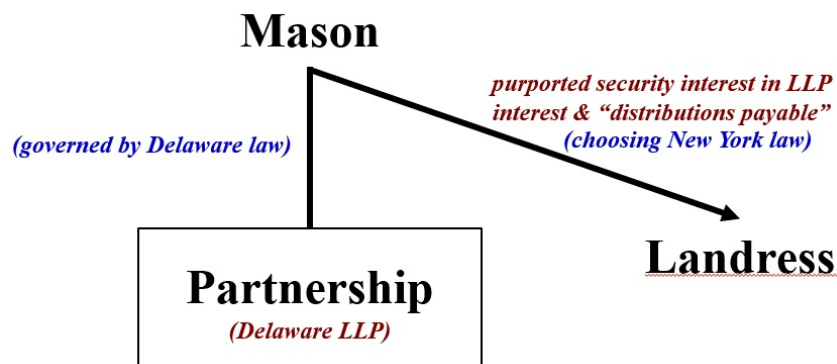 Mason
purported security interest in LLP
interest & “distributions payable”
(choosing New York law)
(governed by Delaware law)
Landress
Partnership
(Delaware LLP)